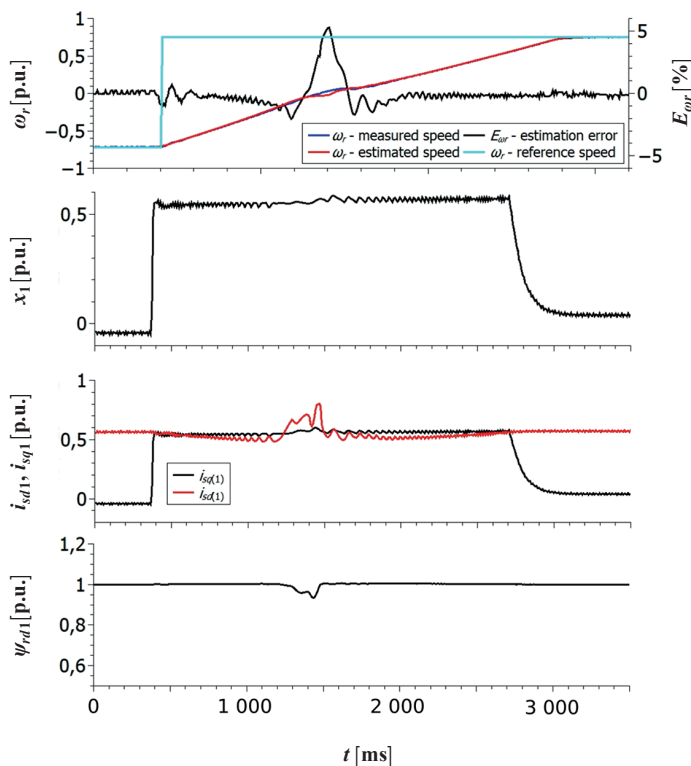 1
0,5
0
−0,5
−1
ω_r [p.u.]
5
0
−5
E_ωr [%]
ω_r - measured speed
E_ωr - estimation error
ω_r - estimated speed
ω_r - reference speed
0,5
0
x_1 [p.u.]
1
0,5
0
i_sd1, i_sq1 [p.u.]
i_sq(1)
i_sd(1)
1,2
1
0,8
0,6
ψ_rd1 [p.u.]
0
1 000
2 000
3 000
t [ms]